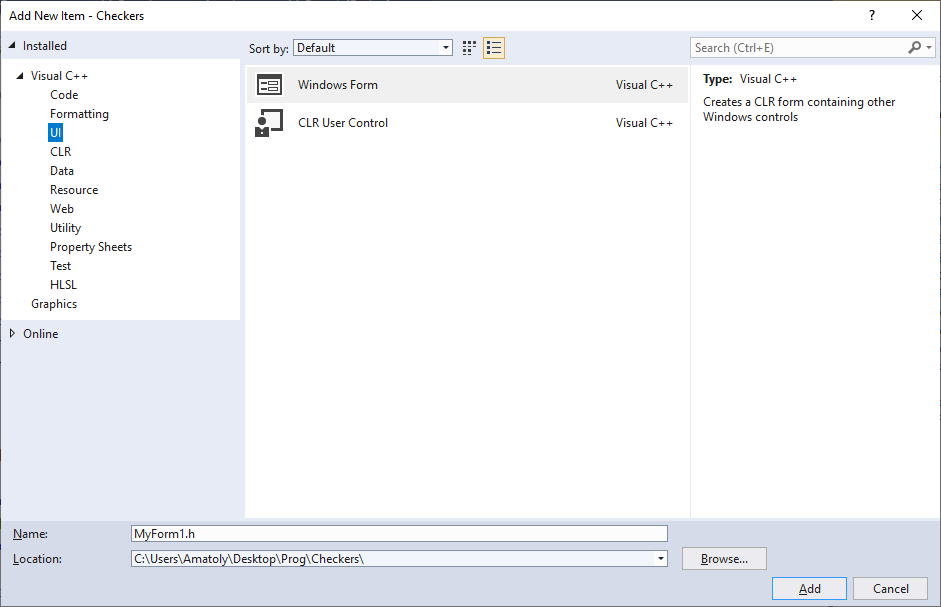 Add New Item - Checkers ?
Installed
Visual C++
Code
Formatting
UI
CLR
Data
Resource
Web
Utility
Property Sheets
Test
HLSL
Graphics
Online
Sort by: Default
Windows Form Visual C++
CLR User Control Visual C++
Search (Ctrl+E)
Type: Visual C++
Creates a CLR form containing other
Windows controls
Name: MyForm1.h
Location: C:\Users\Amatoly\Desktop\Prog\Checkers\ Browse...
Add Cancel